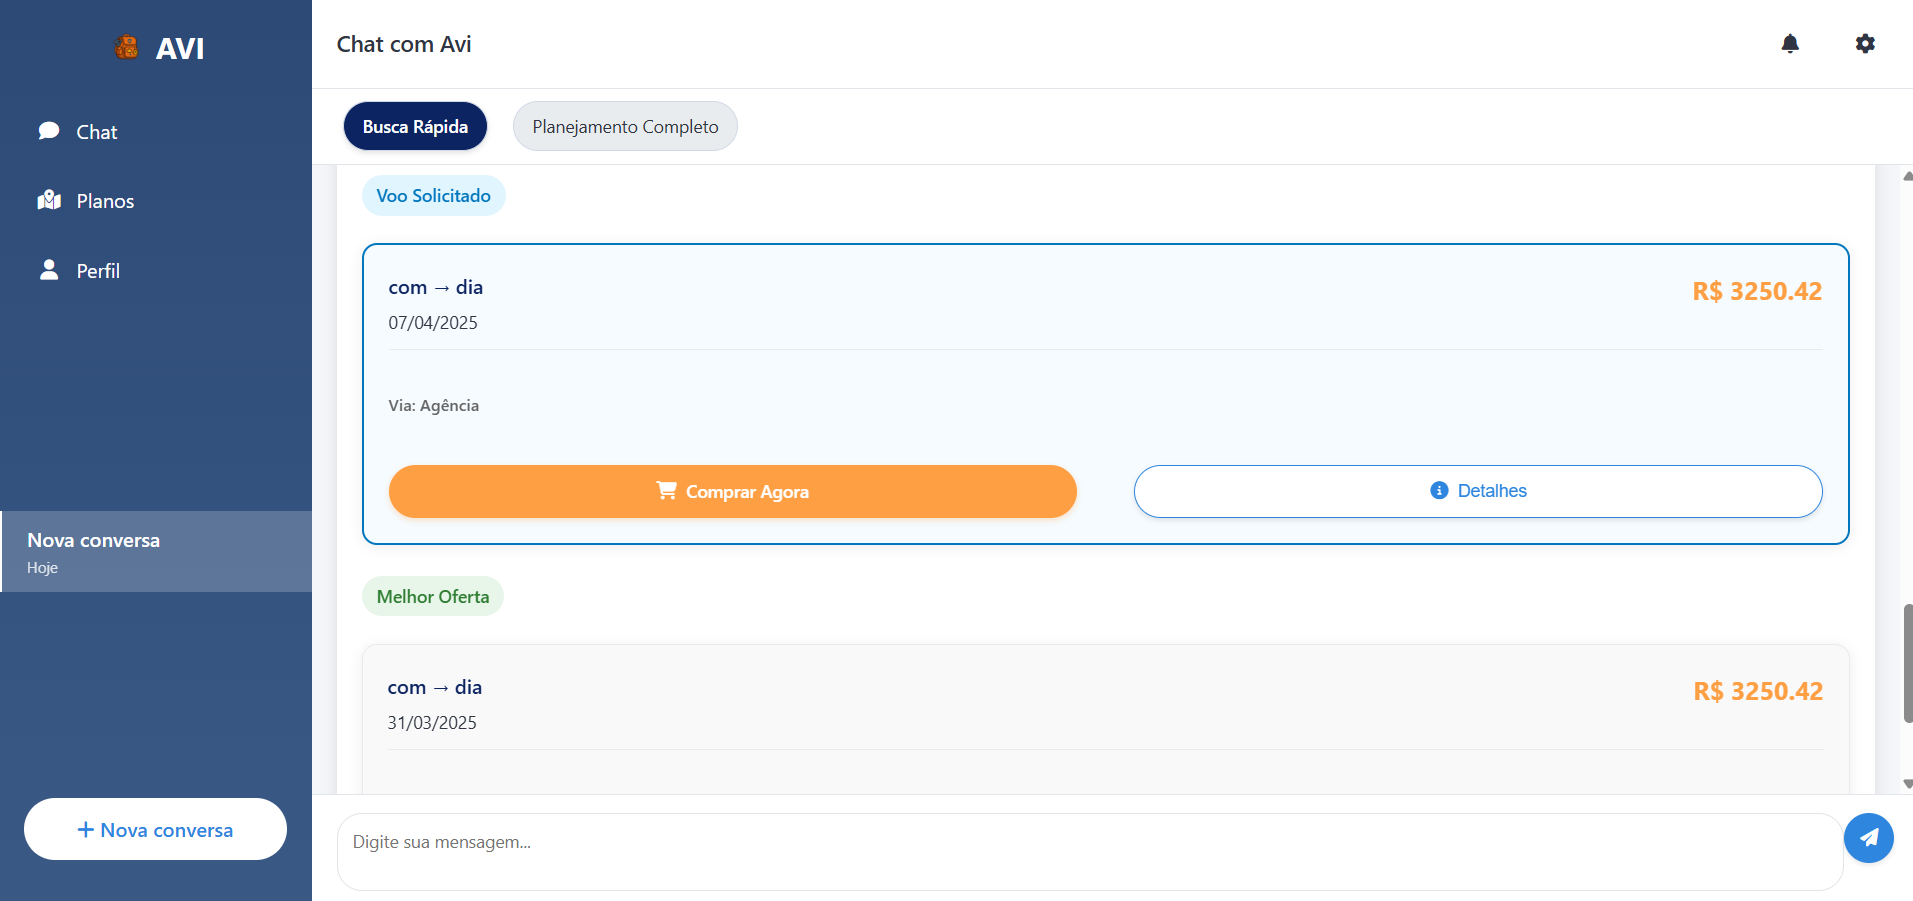 AVI
Chat
Planos
Perfil
Nova conversa
Hoje
+ Nova conversa
Chat com Avi
Busca Rápida
Planejamento Completo
Voo Solicitado
com → dia
R$ 3250.42
07/04/2025
Via: Agência
Comprar Agora
Detalhes
Melhor Oferta
com → dia
R$ 3250.42
31/03/2025
Digite sua mensagem...